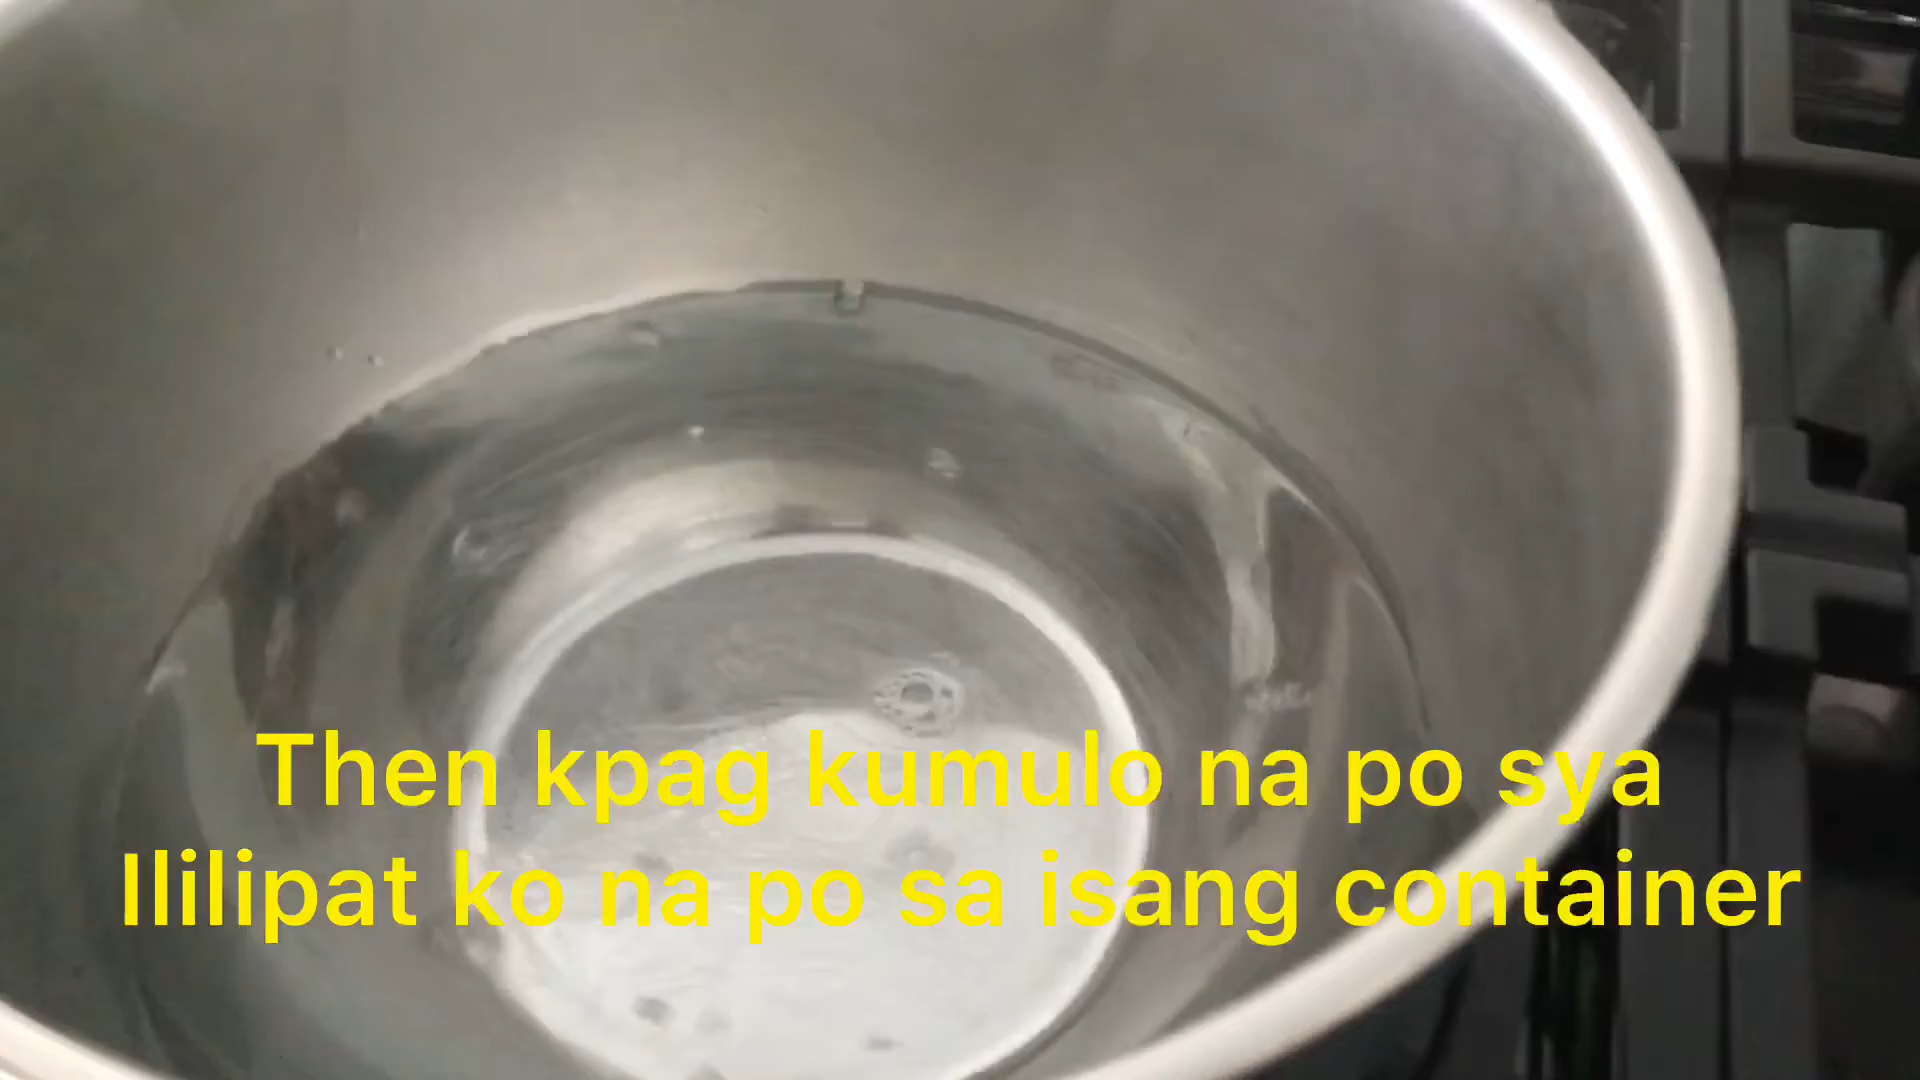 Then kpag kumulo na po sya
Ililipat ko na po sa isang container